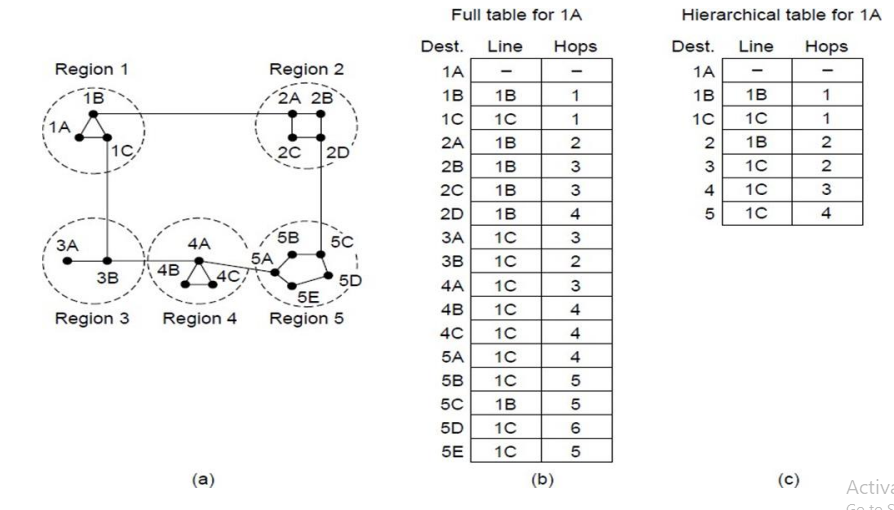 Full table for 1A
Dest. Line Hops
1A – –
1B 1B 1
1C 1C 1
2A 1B 2
2B 1B 3
2C 1B 3
2D 1B 4
3A 1C 3
3B 1C 2
4A 1C 3
4B 1C 4
4C 1C 4
5A 1C 4
5B 1C 5
5C 1B 5
5D 1C 6
5E 1C 5
Hierarchical table for 1A
Dest. Line Hops
1A – –
1B 1B 1
1C 1C 1
2 1B 2
3 1C 2
4 1C 3
5 1C 4
Region 1 Region 2
1B 2A 2B
1A
1C 2C 2D
3A 4A 5B 5C
3B 4B 4C 5A 5D
5E
Region 3 Region 4 Region 5
(a) (b) (c)
Activa